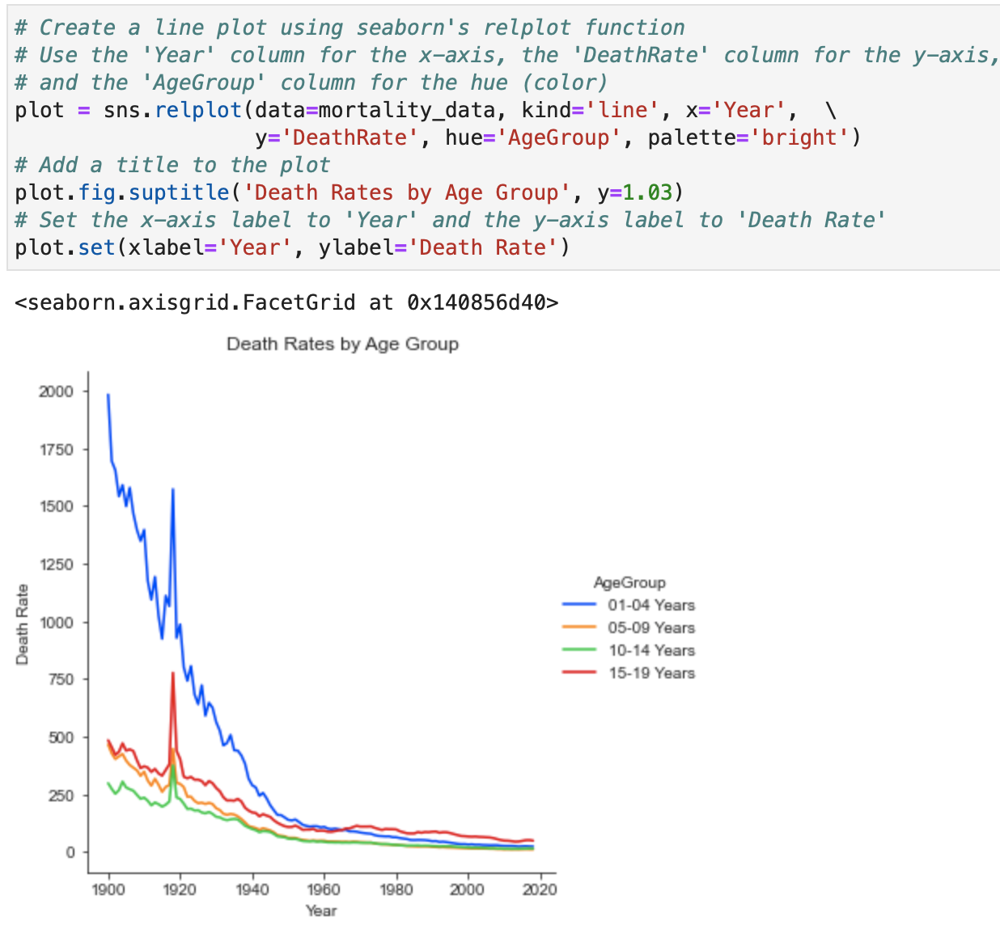 # Create a line plot using seaborn's relplot function
# Use the 'Year' column for the x-axis, the 'DeathRate' column for the y-axis,
# and the 'AgeGroup' column for the hue (color)
plot = sns.relplot(data=mortality_data, kind='line', x='Year',  \
                   y='DeathRate', hue='AgeGroup', palette='bright')
# Add a title to the plot
plot.fig.suptitle('Death Rates by Age Group', y=1.03)
# Set the x-axis label to 'Year' and the y-axis label to 'Death Rate'
plot.set(xlabel='Year', ylabel='Death Rate')
<seaborn.axisgrid.FacetGrid at 0x140856d40>
Death Rates by Age Group
2000
1750
1500
1250
1000
750
500
250
0
Death Rate
AgeGroup
01-04 Years
05-09 Years
10-14 Years
15-19 Years
1900 1920 1940 1960 1980 2000 2020
Year